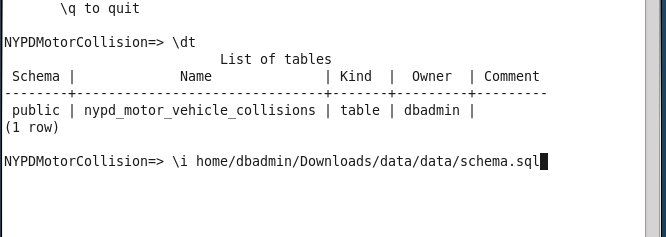 \q to quit
NYPDMotorCollision=> \dt
List of tables
Schema | Name | Kind | Owner | Comment
--------+-------------------------------+-------+---------+---------
public | nypd_motor_vehicle_collisions | table | dbadmin |
(1 row)
NYPDMotorCollision=> \i home/dbadmin/Downloads/data/data/schema.sql